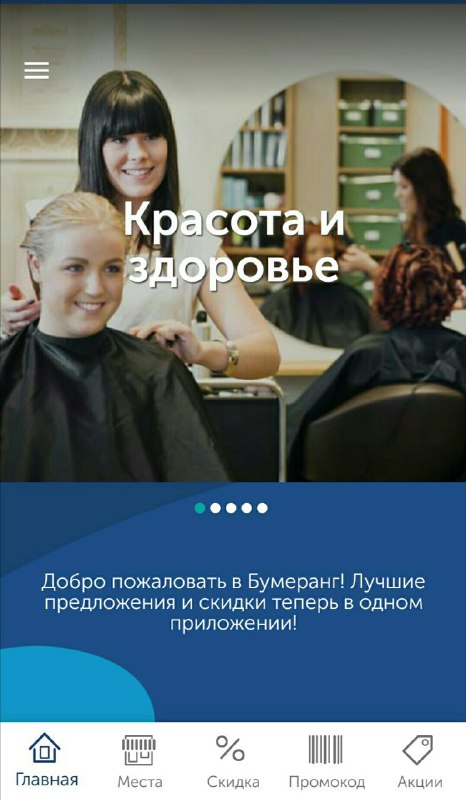 Красота и
здоровье
Добро пожаловать в Бумеранг! Лучшие
предложения и скидки теперь в одном
приложении!
Главная
Места
Скидка
Промокод
Акции